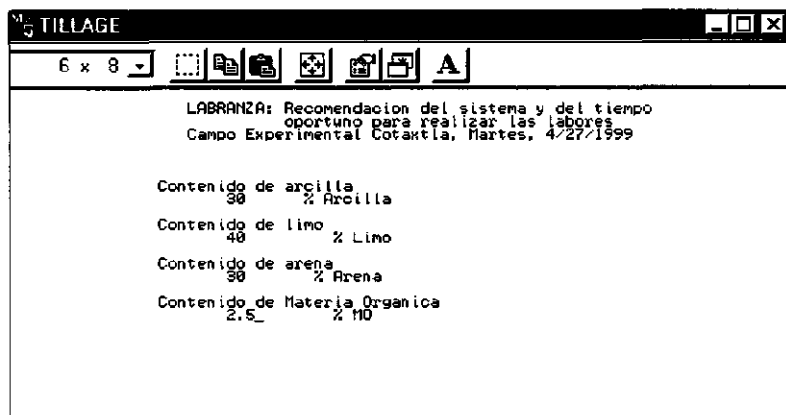 TILLAGE
6 x 8
A
LABRANZA: Recomendacion del sistema y del tiempo
oportuno para realizar las labores
Campo Experimental Cotaxtla, Martes, 4/27/1999
Contenido de arcilla
30 % Arcilla
Contenido de limo
40 % Limo
Contenido de arena
30 % Arena
Contenido de Materia Organica
2.5_ % MO